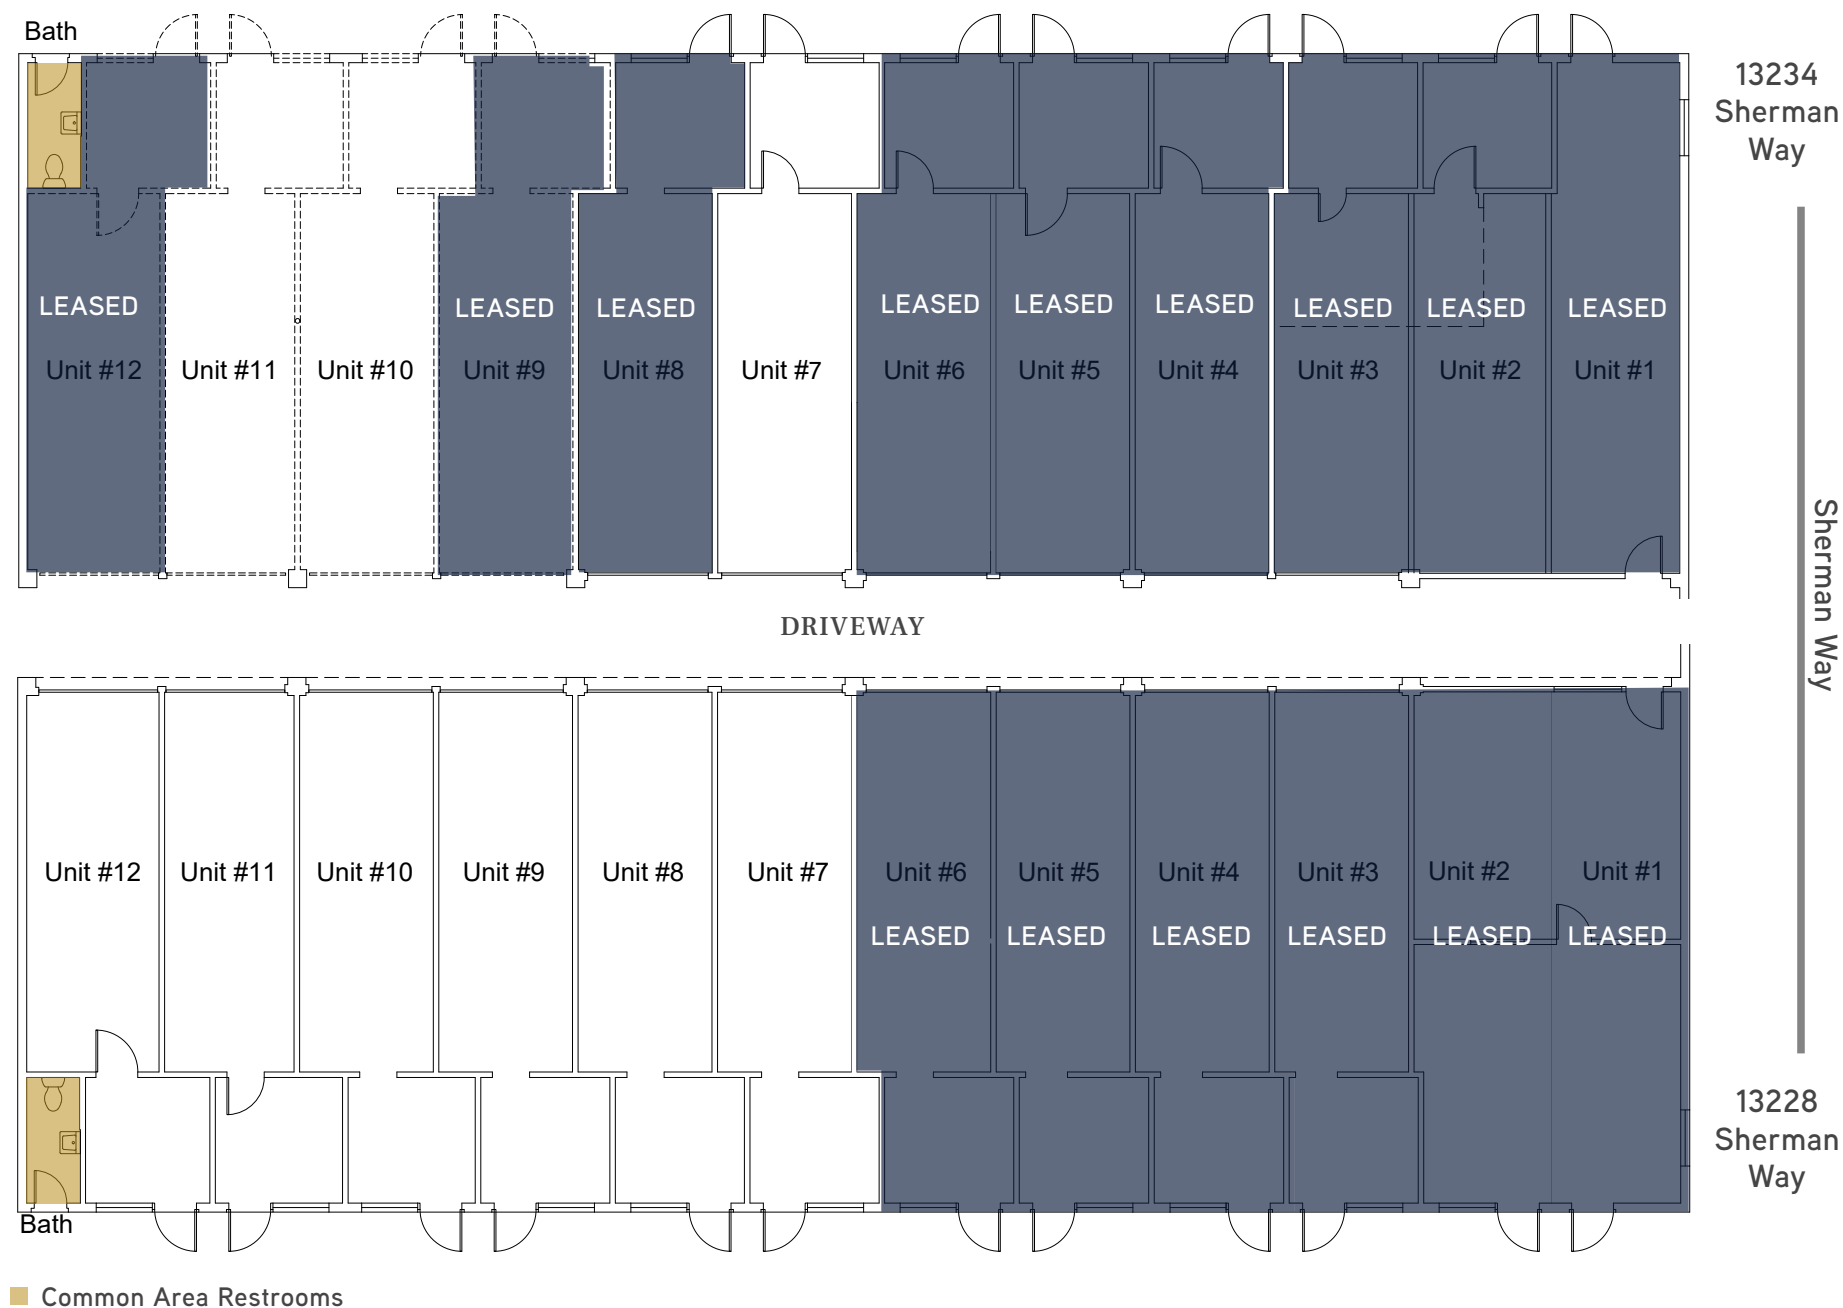 Bath
13234
Sherman
Way
LEASED
LEASED
LEASED
LEASED
LEASED
LEASED
LEASED
LEASED
LEASED
Unit #12
Unit #11
Unit #10
Unit #9
Unit #8
Unit #7
Unit #6
Unit #5
Unit #4
Unit #3
Unit #2
Unit #1
DRIVEWAY
Sherman Way
Unit #12
Unit #11
Unit #10
Unit #9
Unit #8
Unit #7
Unit #6
Unit #5
Unit #4
Unit #3
Unit #2
Unit #1
LEASED
LEASED
LEASED
LEASED
LEASED
LEASED
13228
Sherman
Way
Bath
Common Area Restrooms